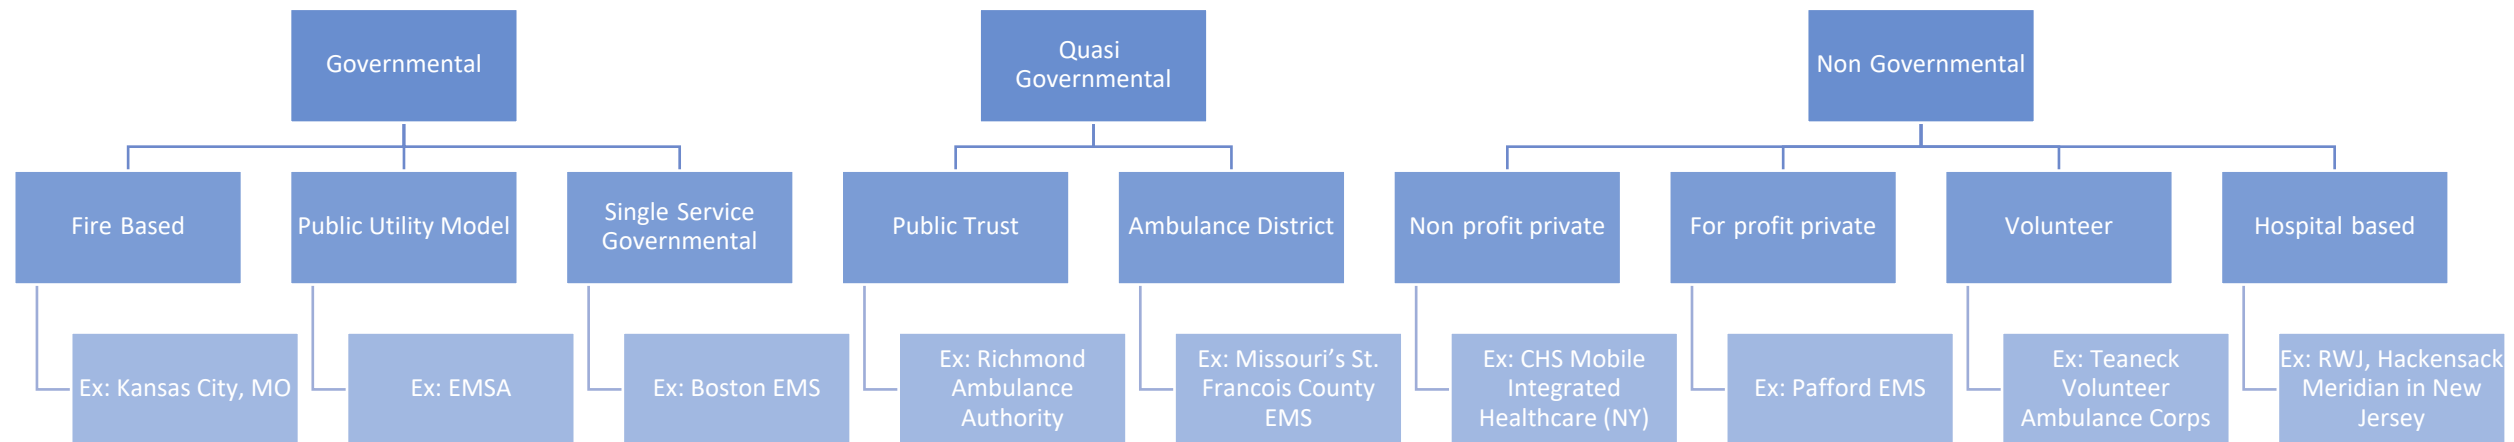 Governmental
Quasi
Governmental
Non Governmental
Fire Based
Public Utility Model
Single Service
Governmental
Public Trust
Ambulance District
Non profit private
For profit private
Volunteer
Hospital based
Ex: Kansas City, MO
Ex: EMSA
Ex: Boston EMS
Ex: Richmond
Ambulance
Authority
Ex: Missouri’s St.
Francois County
EMS
Ex: CHS Mobile
Integrated
Healthcare (NY)
Ex: Pafford EMS
Ex: Teaneck
Volunteer
Ambulance Corps
Ex: RWJ, Hackensack
Meridian in New
Jersey